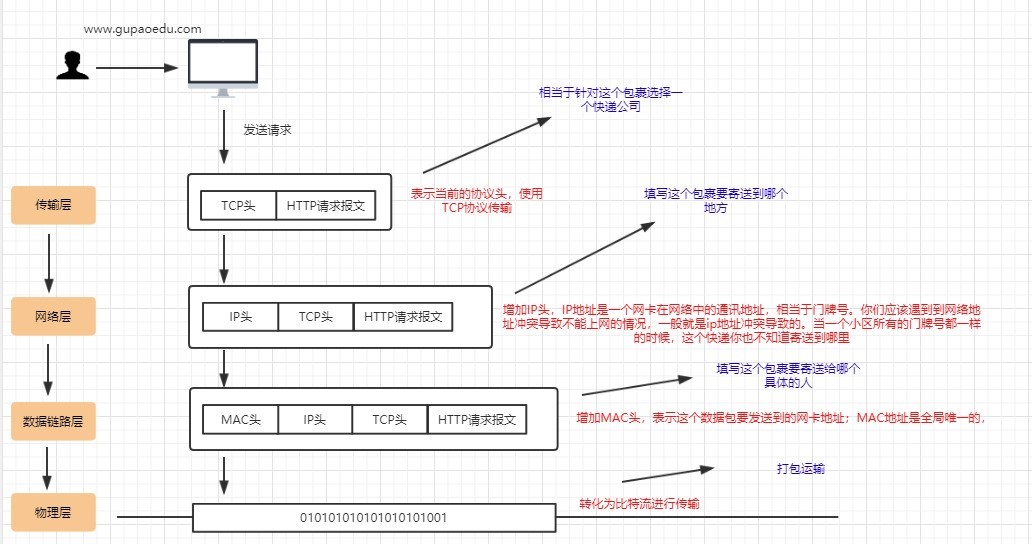 www.gupaoedu.com
发送请求
相当于针对这个包裹选择一
个快递公司
传输层
TCP头
HTTP请求报文
表示当前的协议头，使用
TCP协议传输
填写这个包裹要寄送到哪个
地方
网络层
IP头
TCP头
HTTP请求报文
增加IP头，IP地址是一个网卡在网络中的通讯地址，相当于门牌号。你们应该遇到到网络地
址冲突导致不能上网的情况，一般就是ip地址冲突导致的。当一个小区所有的门牌号都一样
的时候，这个快递你也不知道寄送到哪里
填写这个包裹要寄送给哪个
具体的人
数据链路层
MAC头
IP头
TCP头
HTTP请求报文
增加MAC头，表示这个数据包要发送到的网卡地址；MAC地址是全局唯一的，
打包运输
物理层
转化为比特流进行传输
010101010101010101001